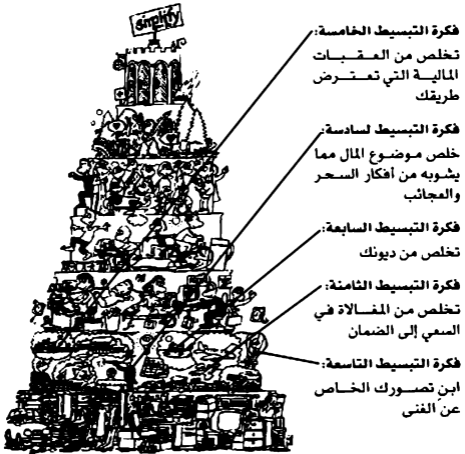 simplify
فكرة التبسيط الخامسة:
تخلص من العقبات
المالية التي تعترض
طريقك
فكرة التبسيط لسادسة:
خلص موضوع المال مما
يشوبه من أفكار السحر
والعجائب
فكرة التبسيط السابعة:
تخلص من ديونك
فكرة التبسيط الثامنة:
تخلص من المغالاة في
السعي إلى الضمان
فكرة التبسيط التاسعة:
ابن تصورك الخاص
عن الغنى